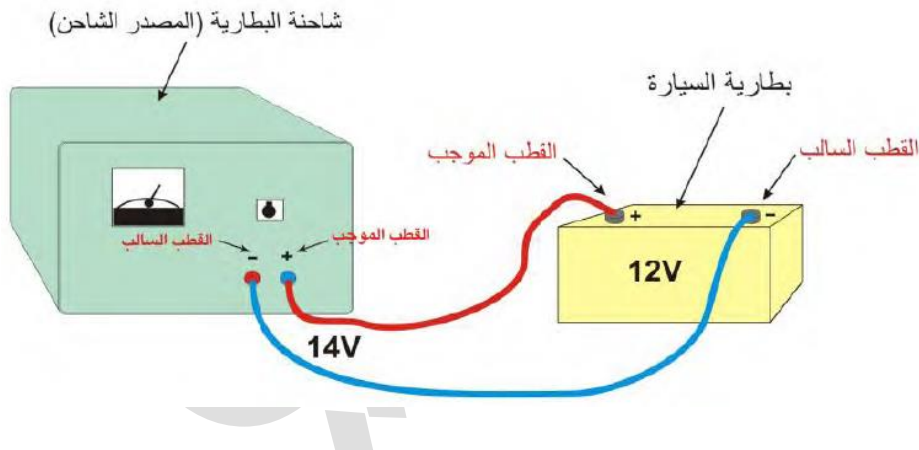 شاحنة البطارية (المصدر الشاحن)
بطارية السيارة
القطب الموجب
القطب السالب
+
-
12V
القطب السالب
القطب الموجب
-
+
14V